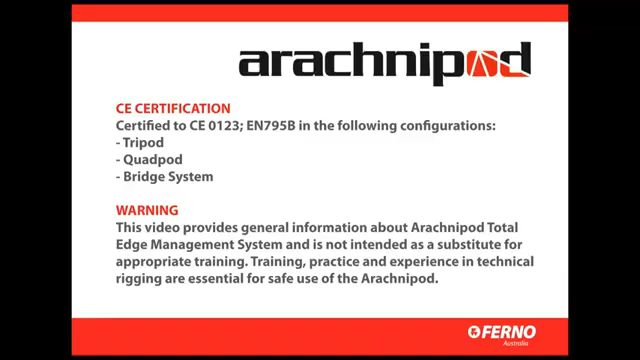 arachnipod
CE CERTIFICATION
Certified to CE 0123; EN795B in the following configurations:
- Tripod
- Quadpod
- Bridge System
WARNING
This video provides general information about Arachnipod Total
Edge Management System and is not intended as a substitute for
appropriate training. Training, practice and experience in technical
rigging are essential for safe use of the Arachnipod.
FERNO
Australia